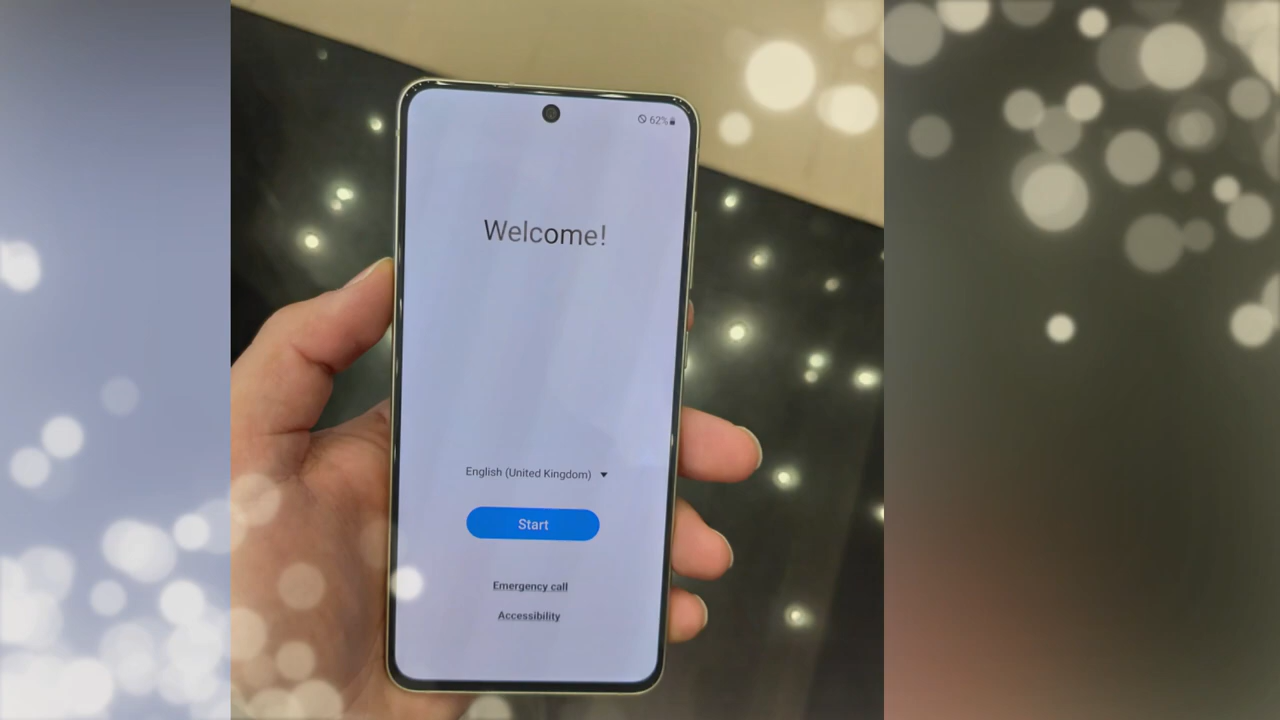 62%
Welcome!
English (United Kingdom)
Start
Emergency call
Accessibility